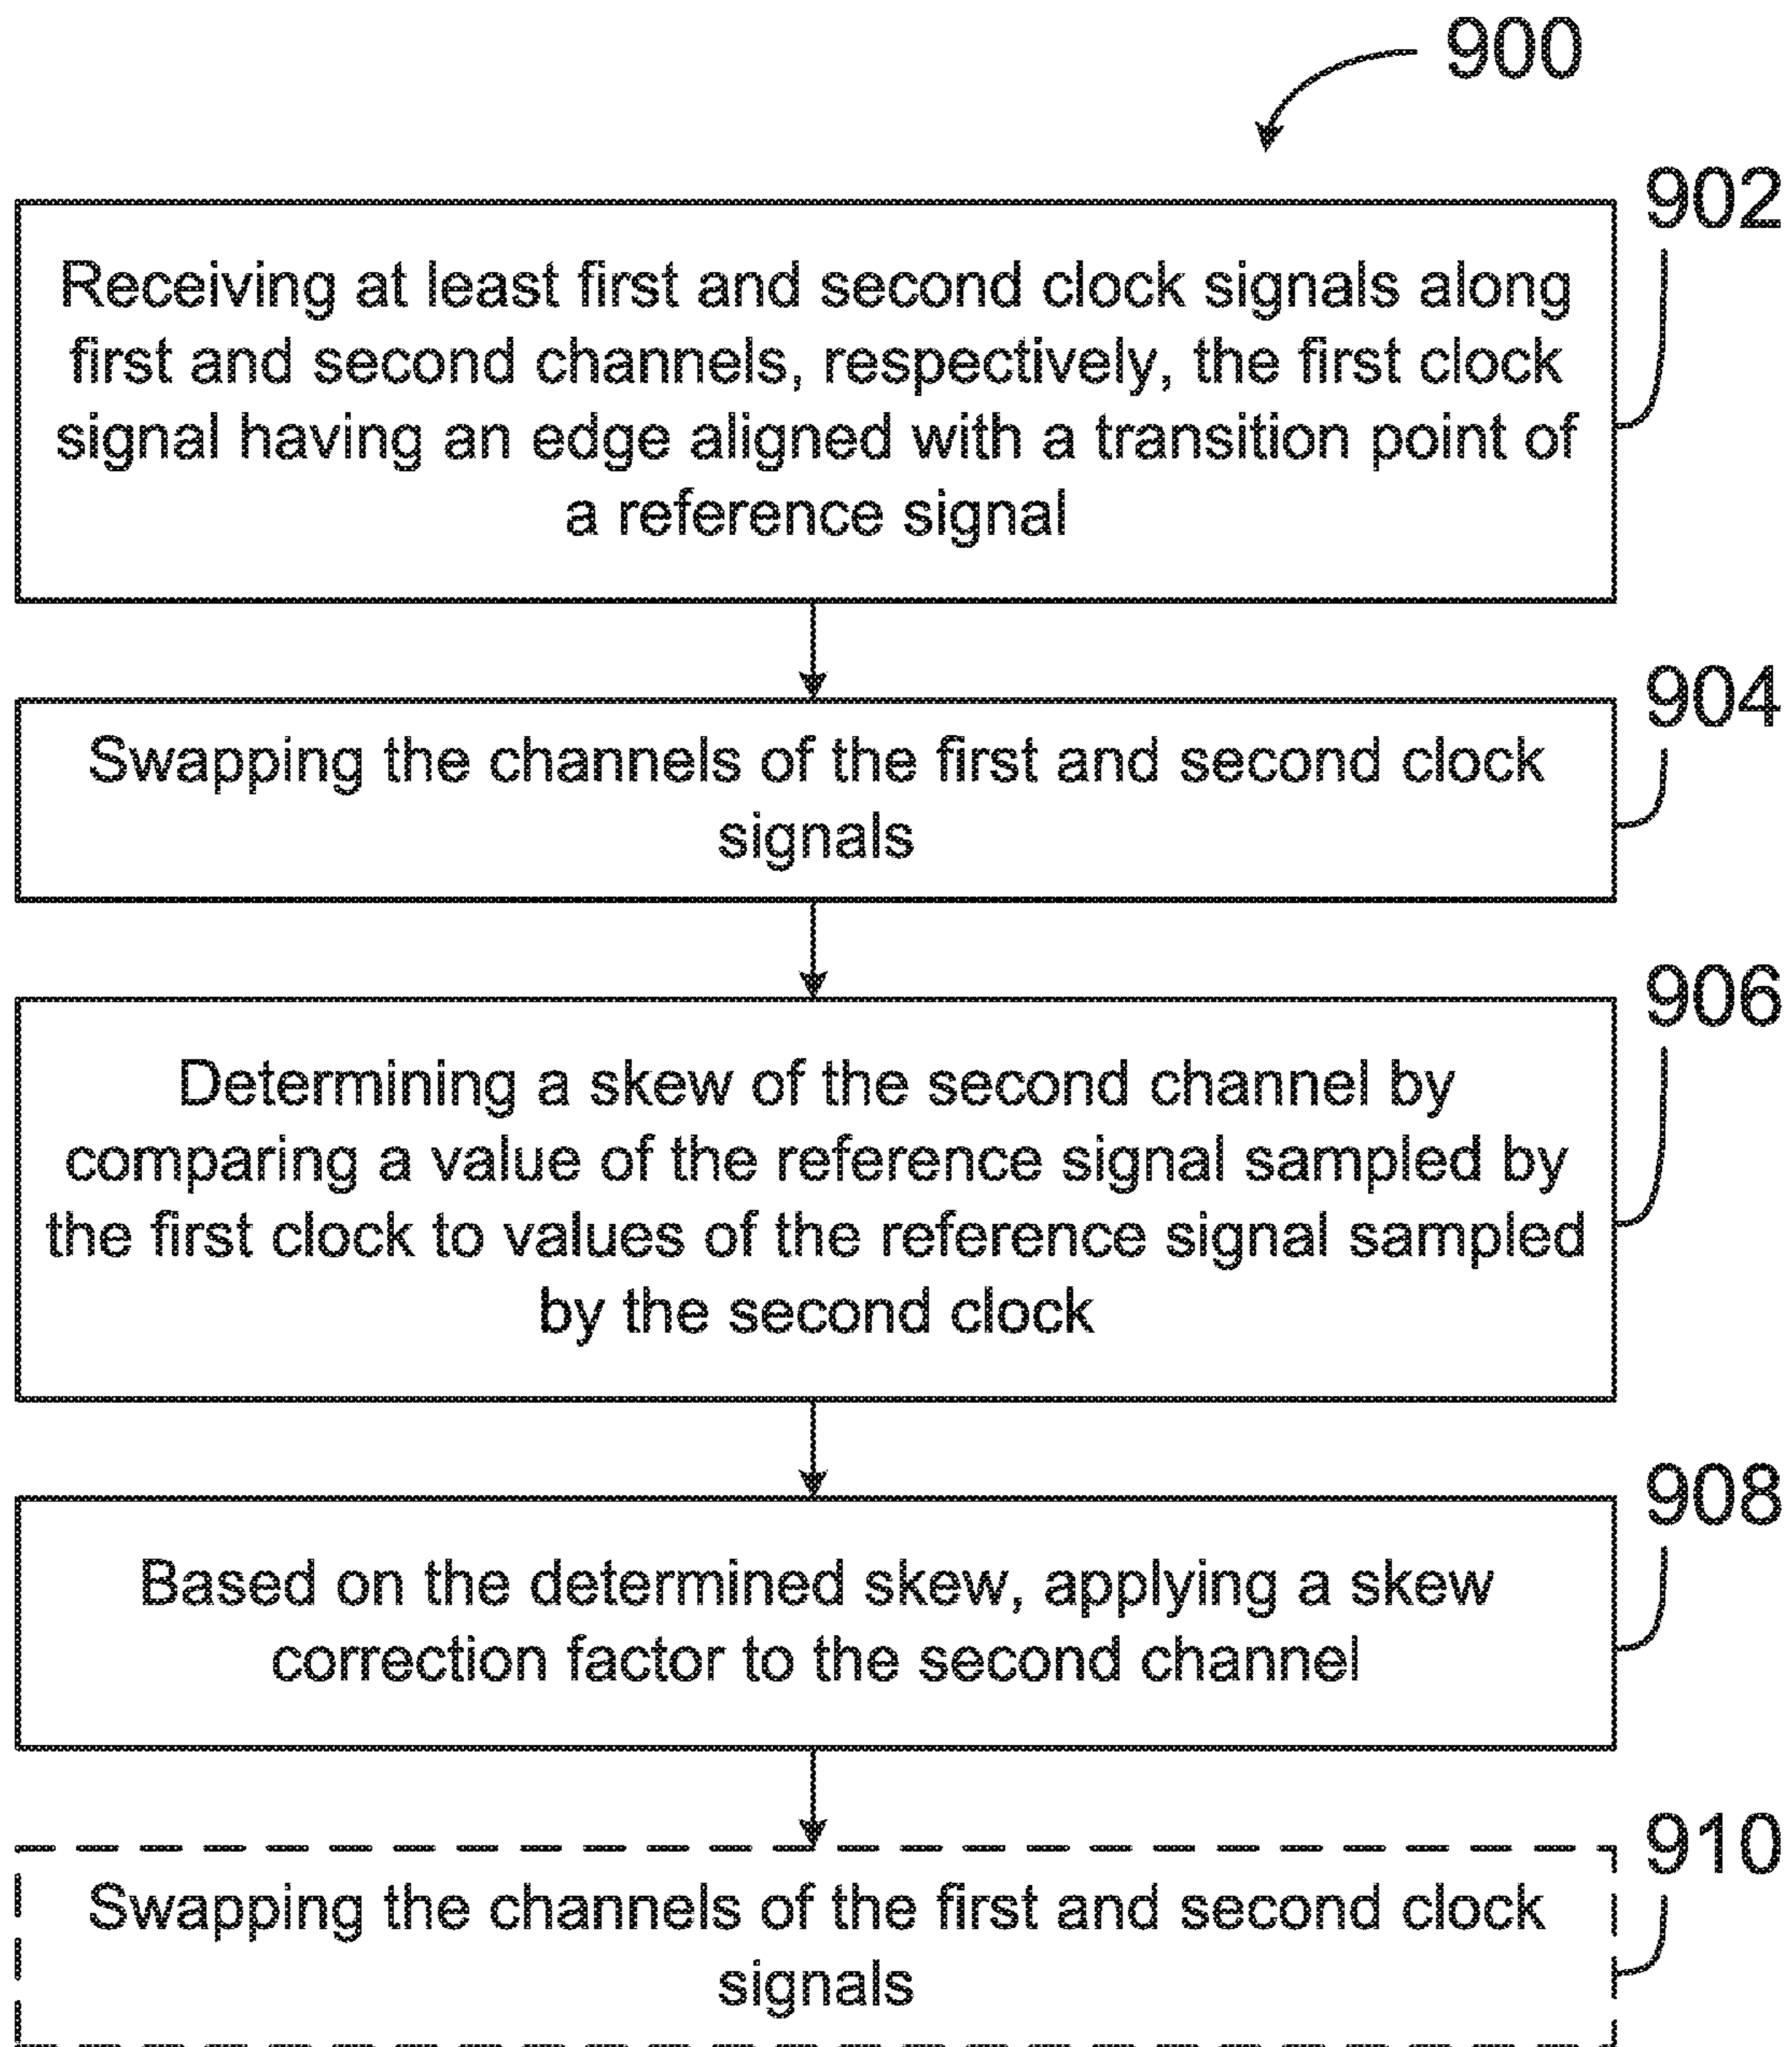 900
902
Receiving at least first and second clock signals along
first and second channels, respectively, the first clock
signal having an edge aligned with a transition point of
a reference signal
904
Swapping the channels of the first and second clock
signals
906
Determining a skew of the second channel by
comparing a value of the reference signal sampled by
the first clock to values of the reference signal sampled
by the second clock
908
Based on the determined skew, applying a skew
correction factor to the second channel
910
Swapping the channels of the first and second clock
signals